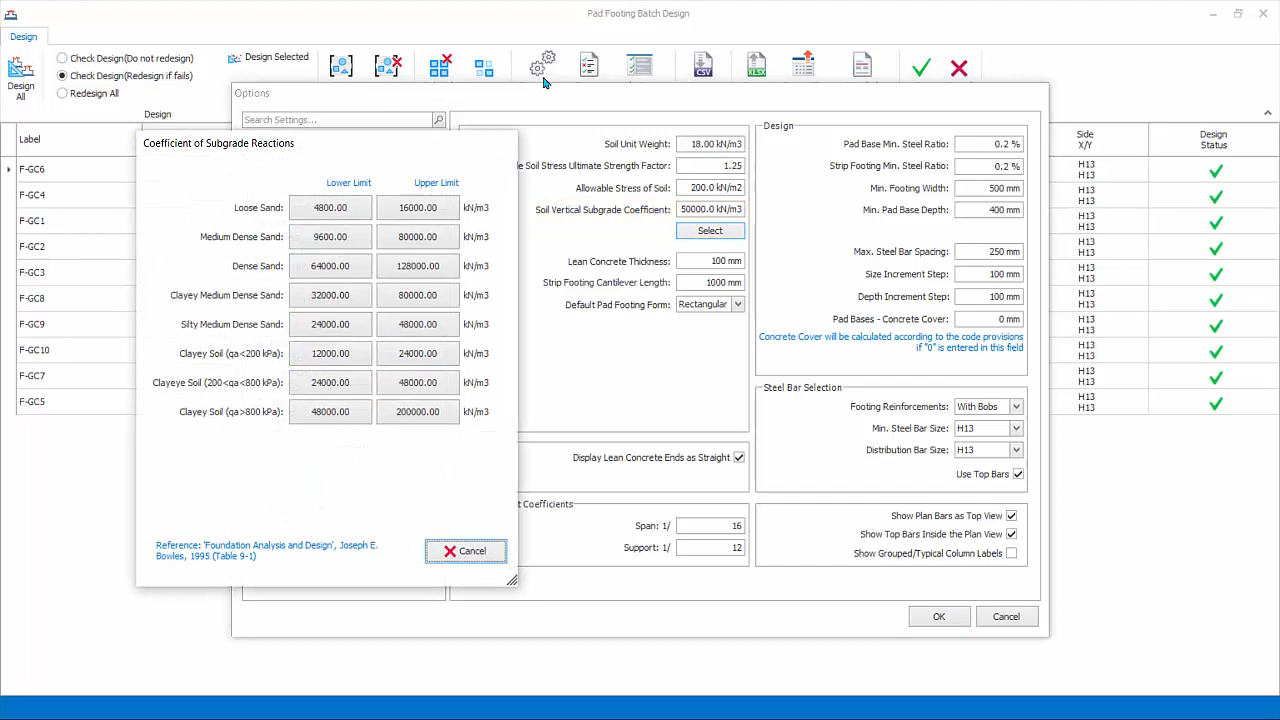 Pad Footing Batch Design
Design
Check Design(Do not redesign)
Check Design(Redesign if fails)
Redesign All
Design
All
Design Selected
Design
CSV
XLSX
Label
Side
X/Y
Design
Status
F-GC6
H13
H13
F-GC4
H13
H13
F-GC1
H13
H13
F-GC2
H13
H13
F-GC3
H13
H13
F-GC8
H13
H13
F-GC9
H13
H13
F-GC10
H13
H13
F-GC7
H13
H13
F-GC5
H13
H13
Options
Search Settings...
Coefficient of Subgrade Reactions
Lower Limit Upper Limit
Loose Sand: 4800.00 16000.00 kN/m3
Medium Dense Sand: 9600.00 80000.00 kN/m3
Dense Sand: 64000.00 128000.00 kN/m3
Clayey Medium Dense Sand: 32000.00 80000.00 kN/m3
Silty Medium Dense Sand: 24000.00 48000.00 kN/m3
Clayey Soil (qa<200 kPa): 12000.00 24000.00 kN/m3
Clayeye Soil (200<qa<800 kPa): 24000.00 48000.00 kN/m3
Clayey Soil (qa>800 kPa): 48000.00 200000.00 kN/m3
Reference: 'Foundation Analysis and Design', Joseph E.
Bowles, 1995 (Table 9-1)
Cancel
Soil Unit Weight: 18.00 kN/m3
le Soil Stress Ultimate Strength Factor: 1.25
Allowable Stress of Soil: 200.0 kN/m2
Soil Vertical Subgrade Coefficient: 50000.0 kN/m3
Select
Lean Concrete Thickness: 100 mm
Strip Footing Cantilever Length: 1000 mm
Default Pad Footing Form: Rectangular
Display Lean Concrete Ends as Straight
t Coefficients
Span: 1/ 16
Support: 1/ 12
Design
Pad Base Min. Steel Ratio: 0.2 %
Strip Footing Min. Steel Ratio: 0.2 %
Min. Footing Width: 500 mm
Min. Pad Base Depth: 400 mm
Max. Steel Bar Spacing: 250 mm
Size Increment Step: 100 mm
Depth Increment Step: 100 mm
Pad Bases - Concrete Cover: 0 mm
Concrete Cover will be calculated according to the code provisions
if "0" is entered in this field
Steel Bar Selection
Footing Reinforcements: With Bobs
Min. Steel Bar Size: H13
Distribution Bar Size: H13
Use Top Bars
Show Plan Bars as Top View
Show Top Bars Inside the Plan View
Show Grouped/Typical Column Labels
OK Cancel